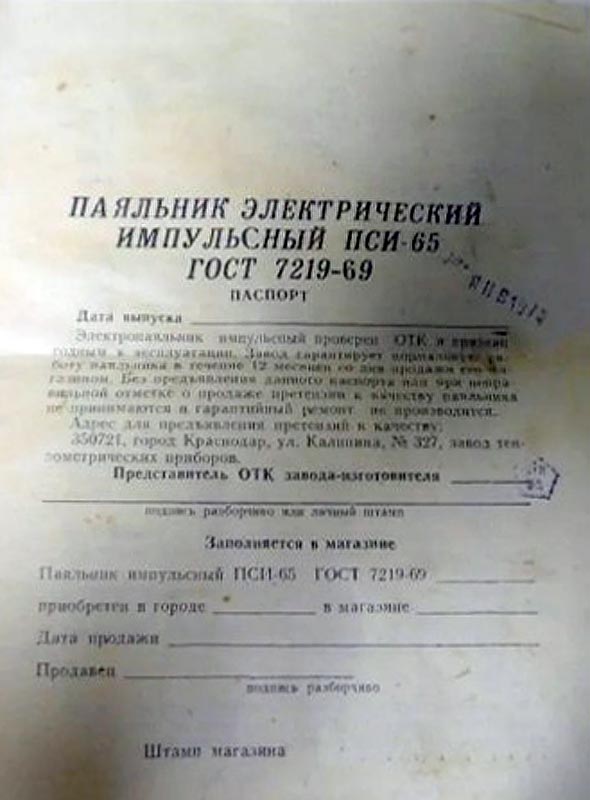 ПАЯЛЬНИК ЭЛЕКТРИЧЕСКИЙ
ИМПУЛЬСНЫЙ ПСИ-65
ГОСТ 7219-69
ПАСПОРТ
Дата выпуска
Электропаяльник импульсный проверен ОТК и признан
годным к эксплуатации. Завод гарантирует нормальную ра-
боту паяльника в течение 12 месяцев со дня продажи его ма-
газином. Без предъявления данного паспорта или при непра-
вильной отметке о продаже претензии к качеству паяльника
не принимаются и гарантийный ремонт не производится.
Адрес для предъявления претензий к качеству:
350721, город Краснодар, ул. Калинина, № 327, завод тен-
зометрических приборов.
Представитель ОТК завода-изготовителя
подпись разборчиво или личный штамп
Заполняется в магазине
Паяльник импульсный ПСИ-65 ГОСТ 7219-69
приобретен в городе в магазине
Дата продажи
Продавец
подпись разборчиво
Штамп магазина